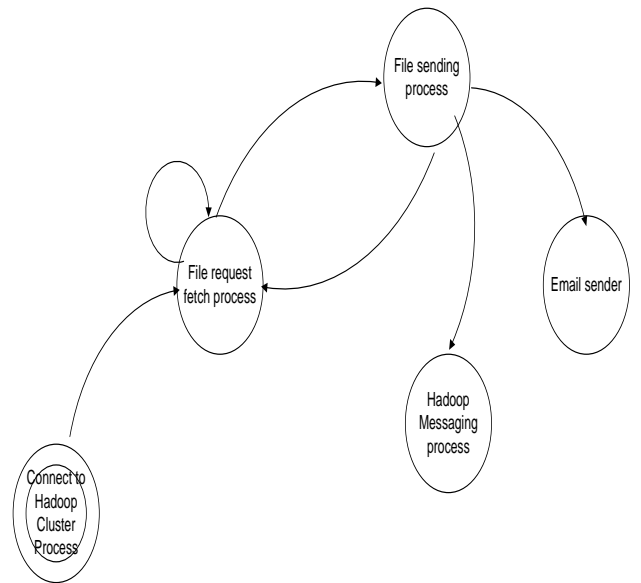 File sending
process
File request
fetch process
Email sender
Hadoop
Messaging
process
Connect to
Hadoop
Cluster
Process